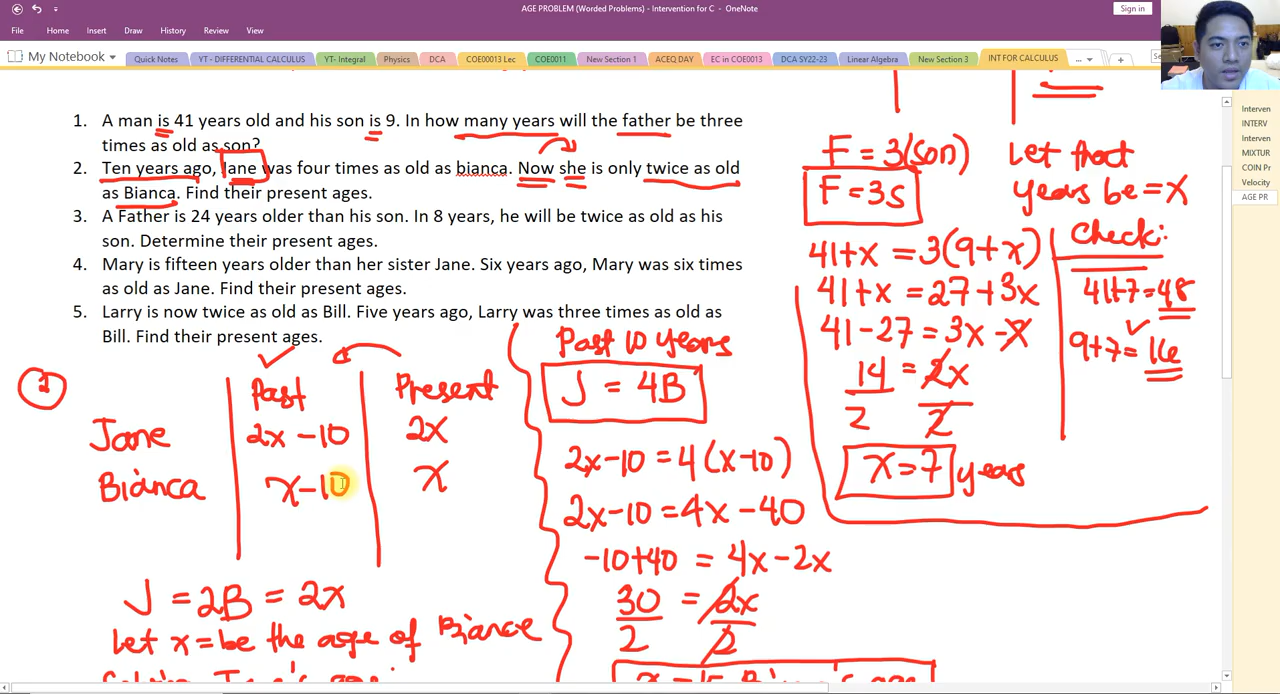 AGE PROBLEM (Worded Problems) - Intervention for C - OneNote
Sign in
File Home Insert Draw History Review View
My Notebook
Quick Notes YT - DIFFERENTIAL CALCULUS YT- Integral Physics DCA COE00013 Lec COE0011 New Section 1 ACEQ DAY EC in COE0013 DCA SY22-23 Linear Algebra New Section 3 INT FOR CALCULUS ...
1. A man is 41 years old and his son is 9. In how many years will the father be three
times as old as son?
2. Ten years ago, Jane was four times as old as bianca. Now she is only twice as old
as Bianca. Find their present ages.
3. A Father is 24 years older than his son. In 8 years, he will be twice as old as his
son. Determine their present ages.
4. Mary is fifteen years older than her sister Jane. Six years ago, Mary was six times
as old as Jane. Find their present ages.
5. Larry is now twice as old as Bill. Five years ago, Larry was three times as old as
Bill. Find their present ages.
2
Past Present
Jane 2x-10 2x
Bianca x-10 x
J = 2B = 2x
Let x = be the age of Biance
Past 10 years
J = 4B
2x-10 = 4(x-10)
2x-10 = 4x-40
-10+40 = 4x-2x
30 = 2x
2 2
F = 3(son)
F = 3s
Let that
years be = x
41+x = 3(9+x)
41+x = 27+3x
41-27 = 3x-x
14 = 2x
2 2
x=7 years
Check:
41+7=48
9+7=16
Interven
INTERV
Interven
MIXTUR
COIN Pr
Velocity
AGE PR